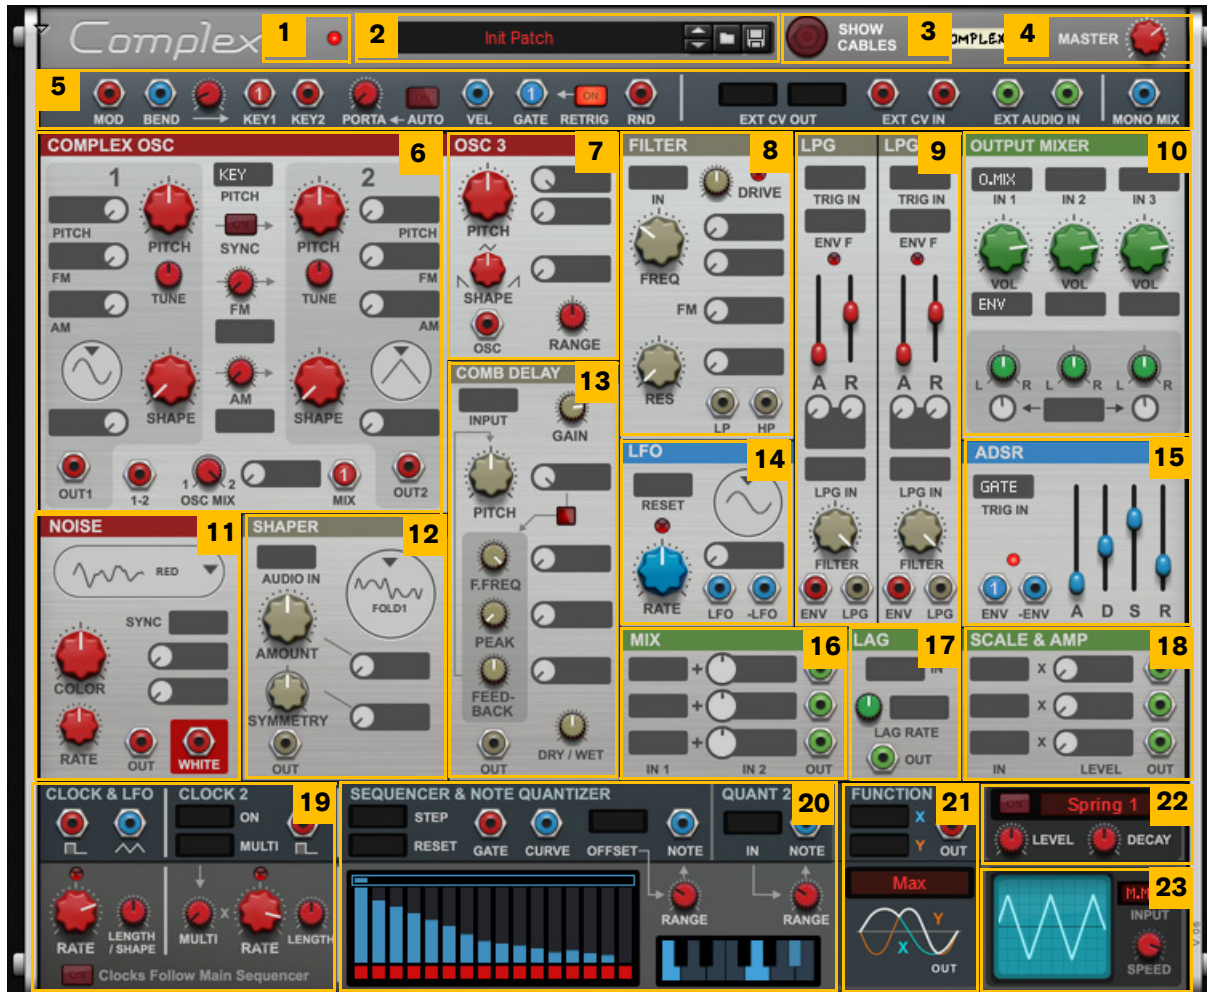 Complex 1 2 Init Patch SHOW CABLES 3 OMPLEX 4 MASTER
5
MOD BEND KEY1 KEY2 PORTA AUTO ON VEL GATE 1 RETRIG ON RND EXT CV OUT EXT CV IN EXT AUDIO IN MONO MIX
COMPLEX OSC 6
1 KEY 2
PITCH
PITCH PITCH PITCH PITCH
ON
SYNC
FM TUNE TUNE FM
FM
AM AM
AM
SHAPE SHAPE
OUT1 1-2 1 OSC MIX 2 MIX 1 OUT2
OSC 3 7
PITCH
SHAPE
OSC RANGE
FILTER 8
IN DRIVE
FREQ
FM
RES
LP HP
LPG LPG 9
TRIG IN TRIG IN
ENV F ENV F
A R A R
LPG IN LPG IN
FILTER FILTER
ENV LPG ENV LPG
OUTPUT MIXER 10
O.MIX
IN 1 IN 2 IN 3
VOL VOL VOL
ENV
L R L R L R
NOISE 11
RED
SYNC
COLOR
RATE OUT WHITE
SHAPER 12
AUDIO IN
FOLD1
AMOUNT
SYMMETRY
OUT
COMB DELAY 13
INPUT GAIN
PITCH
F.FREQ
PEAK
FEED-
BACK
OUT DRY / WET
LFO 14
RESET
RATE LFO -LFO
ADSR 15
GATE
TRIG IN
1
ENV -ENV A D S R
MIX 16
+
+
+
IN 1 IN 2 OUT
LAG 17
IN
LAG RATE
OUT
SCALE & AMP 18
x
x
x
IN LEVEL OUT
CLOCK & LFO CLOCK 2 19
ON
MULTI
RATE LENGTH / SHAPE MULTI x RATE LENGTH
ON Clocks Follow Main Sequencer
SEQUENCER & NOTE QUANTIZER QUANT 2 20
STEP
RESET GATE CURVE OFFSET NOTE IN NOTE
RANGE RANGE
FUNCTION 21
X
Y OUT
Max
Y
X
OUT
ON Spring 1 22
LEVEL DECAY
23
M.M
INPUT
SPEED